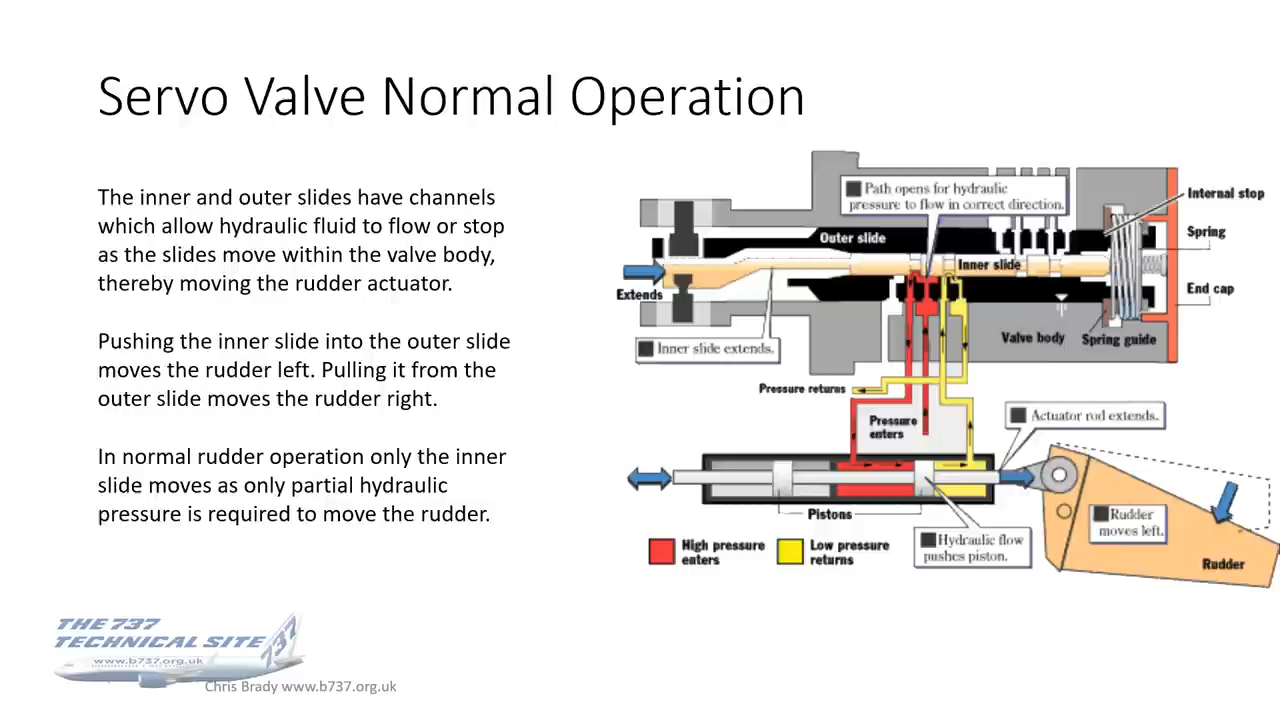 Servo Valve Normal Operation
The inner and outer slides have channels
which allow hydraulic fluid to flow or stop
as the slides move within the valve body,
thereby moving the rudder actuator.
Pushing the inner slide into the outer slide
moves the rudder left. Pulling it from the
outer slide moves the rudder right.
In normal rudder operation only the inner
slide moves as only partial hydraulic
pressure is required to move the rudder.
Path opens for hydraulic
pressure to flow in correct direction.
Internal stop
Spring
Outer slide
Inner slide
Extends
End cap
Inner slide extends.
Valve body
Spring guide
Pressure returns
Pressure
enters
Actuator rod extends.
Pistons
Rudder
moves left.
Hydraulic flow
pushes piston.
Rudder
High pressure
enters
Low pressure
returns
THE 737
TECHNICAL SITE
737
www.b737.org.uk
Chris Brady www.b737.org.uk